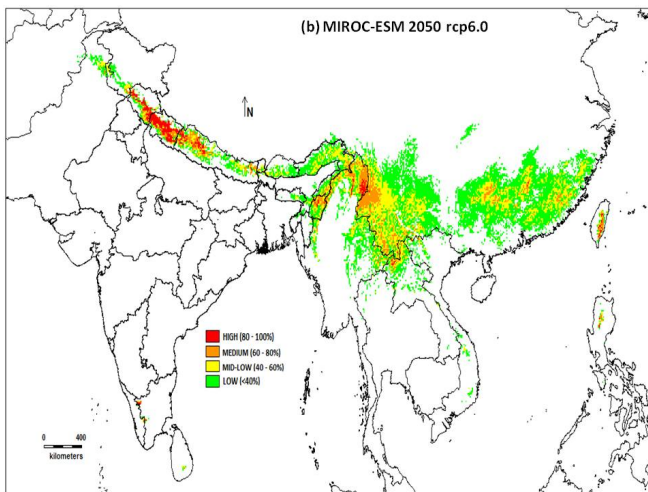 (b) MIROC-ESM 2050 rcp6.0
N
HIGH (80 - 100%)
MEDIUM (60 - 80%)
MID-LOW (40 - 60%)
LOW (<40%)
0 400
kilometers